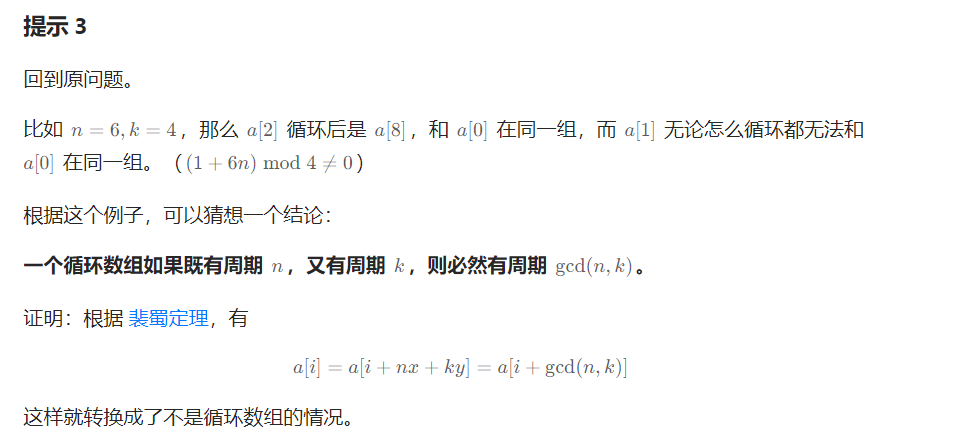 提示 3
回到原问题。
比如 n = 6, k = 4，那么 a[2] 循环后是 a[8]，和 a[0] 在同一组，而 a[1] 无论怎么循环都无法和
a[0] 在同一组。（(1 + 6n) mod 4 ≠ 0）
根据这个例子，可以猜想一个结论：
一个循环数组如果既有周期 n，又有周期 k，则必然有周期 gcd(n, k)。
证明：根据 裴蜀定理，有
a[i] = a[i + nx + ky] = a[i + gcd(n, k)]
这样就转换成了不是循环数组的情况。